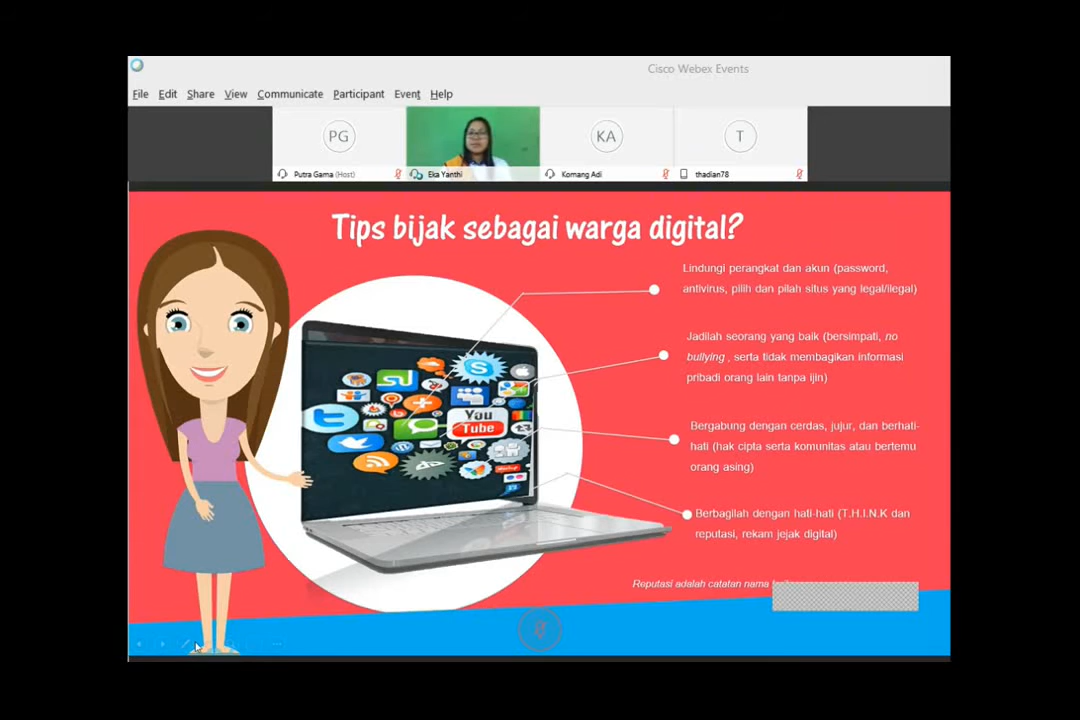 Cisco Webex Events
File Edit Share View Communicate Participant Event Help
PG KA T
Putra Gama (Host) Eka Yanthi Komang Adi thadian78
Tips bijak sebagai warga digital?
Lindungi perangkat dan akun (password,
antivirus, pilih dan pilah situs yang legal/ilegal)
Jadilah seorang yang baik (bersimpati, no
bullying , serta tidak membagikan informasi
pribadi orang lain tanpa ijin)
Bergabung dengan cerdas, jujur, dan berhati-
hati (hak cipta serta komunitas atau bertemu
orang asing)
Berbagilah dengan hati-hati (T.H.I.N.K dan
reputasi, rekam jejak digital)
You
Tube
Reputasi adalah catatan nama